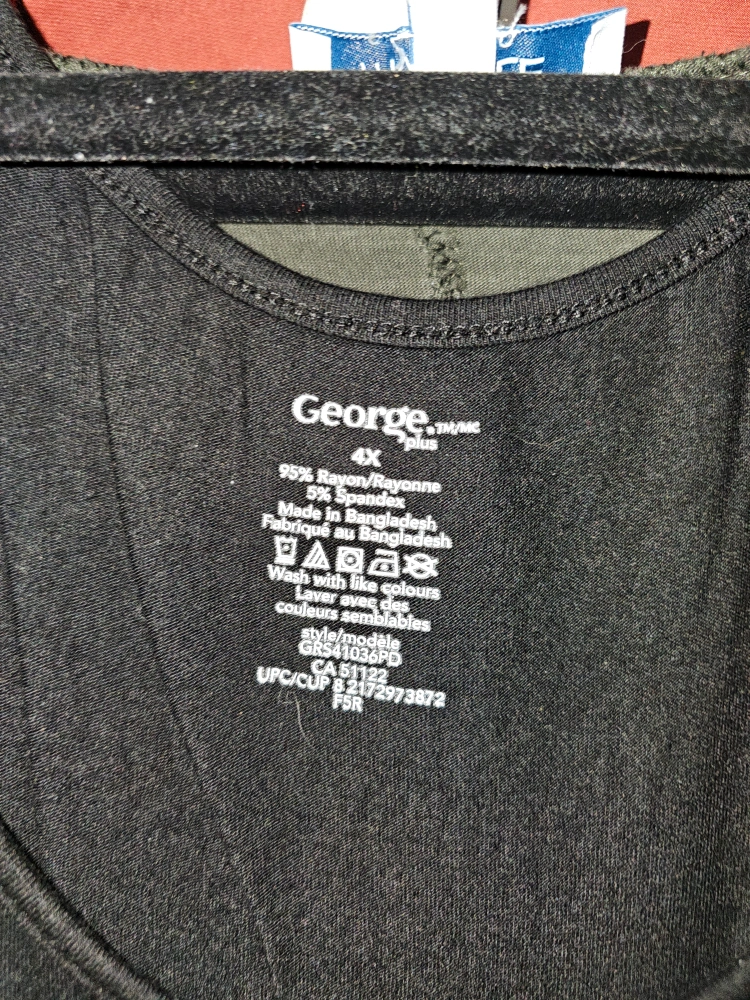 George.TM/MC
plus
4X
95% Rayon/Rayonne
5% Spandex
Made in Bangladesh
Fabriqué au Bangladesh
Wash with like colours
Laver avec des
couleurs semblables
style/modèle
GRS41036PD
CA 51122
UPC/CUP 8 2172973872
F5R